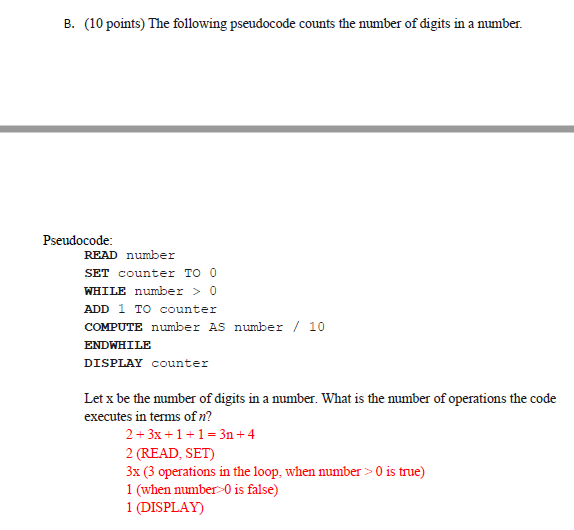 B. (10 points) The following pseudocode counts the number of digits in a number.
Pseudocode:
READ number
SET counter TO 0
WHILE number > 0
ADD 1 TO counter
COMPUTE number AS number / 10
ENDWHILE
DISPLAY counter
Let x be the number of digits in a number. What is the number of operations the code
executes in terms of n?
2 + 3x + 1 + 1 = 3n + 4
2 (READ, SET)
3x (3 operations in the loop, when number > 0 is true)
1 (when number>0 is false)
1 (DISPLAY)